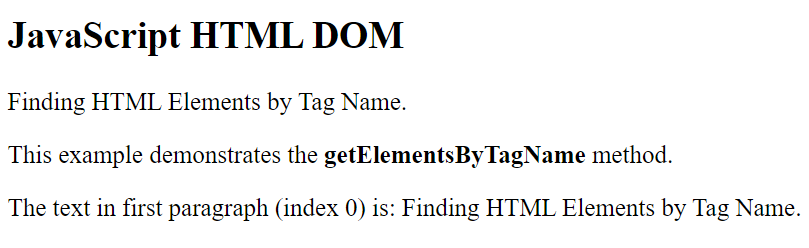 JavaScript HTML DOM
Finding HTML Elements by Tag Name.
This example demonstrates the getElementsByTagName method.
The text in first paragraph (index 0) is: Finding HTML Elements by Tag Name.